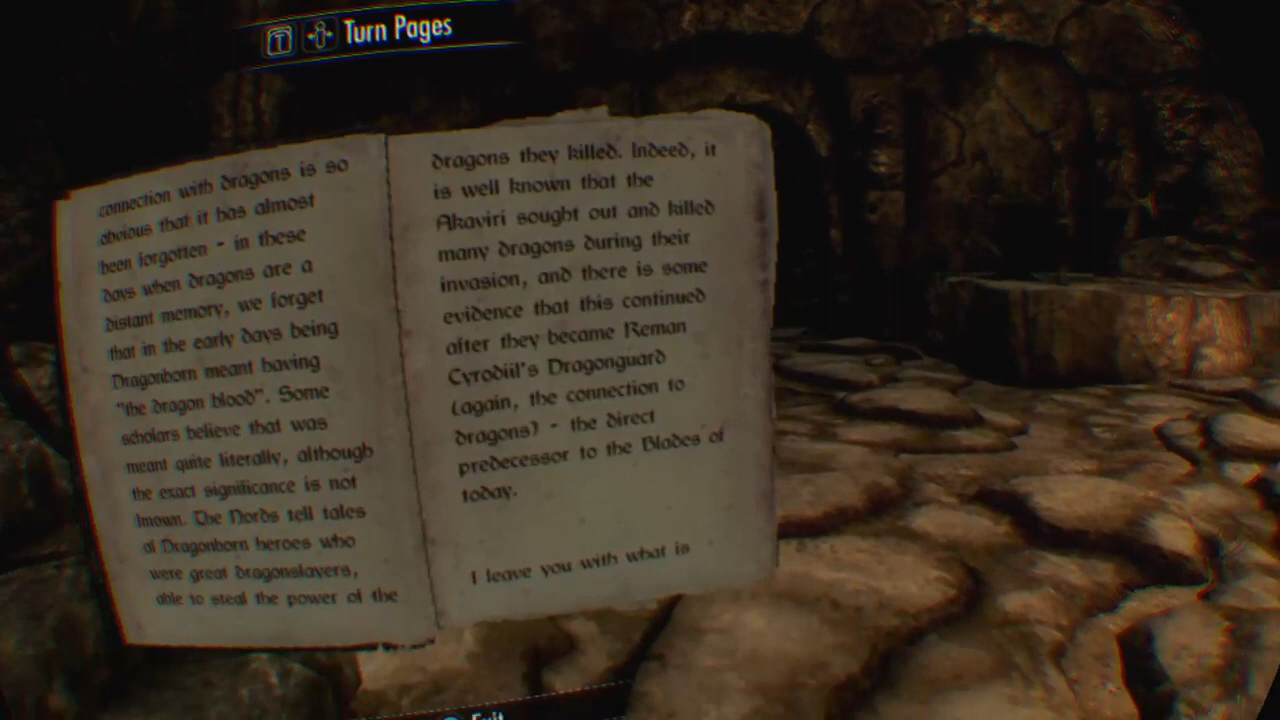 T Turn Pages
connection with dragons is so
obvious that it has almost
been forgotten - in these
days when dragons are a
distant memory, we forget
that in the early days being
Dragonborn meant having
"the dragon blood". Some
scholars believe that was
meant quite literally, although
the exact significance is not
known. The Nords tell tales
of Dragonborn heroes who
were great dragonslayers,
able to steal the power of the
dragons they killed. Indeed, it
is well known that the
Akaviri sought out and killed
many dragons during their
invasion, and there is some
evidence that this continued
after they became Reman
Cyrodiil's Dragonguard
(again, the connection to
dragons) - the direct
predecessor to the Blades of
today.
I leave you with what is
Exit